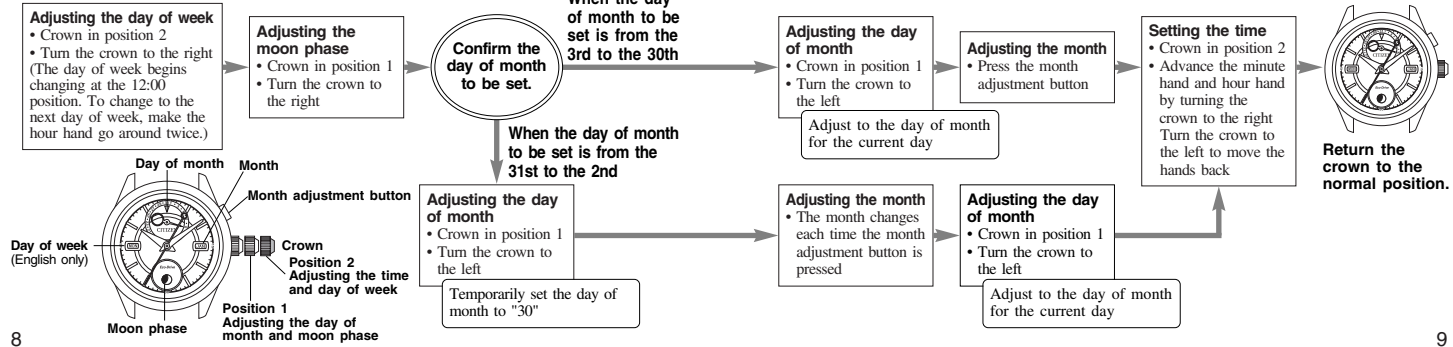 Adjusting the day of week
• Crown in position 2
• Turn the crown to the right
(The day of week begins
changing at the 12:00
position. To change to the
next day of week, make the
hour hand go around twice.)
Adjusting the
moon phase
• Crown in position 1
• Turn the crown to
the right
Confirm the
day of month
to be set.
When the day
of month to be
set is from the
3rd to the 30th
Adjusting the day
of month
• Crown in position 1
• Turn the crown to
the left
Adjust to the day of month
for the current day
Adjusting the month
• Press the month
adjustment button
Setting the time
• Crown in position 2
• Advance the minute
hand and hour hand
by turning the
crown to the right
Turn the crown to
the left to move the
hands back
Return the
crown to the
normal position.
When the day of month
to be set is from the
31st to the 2nd
Adjusting the day
of month
• Crown in position 1
• Turn the crown to
the left
Temporarily set the day of
month to "30"
Adjusting the month
• The month changes
each time the month
adjustment button is
pressed
Adjusting the day
of month
• Crown in position 1
• Turn the crown to
the left
Adjust to the day of month
for the current day
Day of month
Month
Month adjustment button
CITIZEN
Eco-Drive
Day of week
(English only)
Crown
Position 2
Adjusting the time
and day of week
Position 1
Adjusting the day of
month and moon phase
Moon phase
8
9